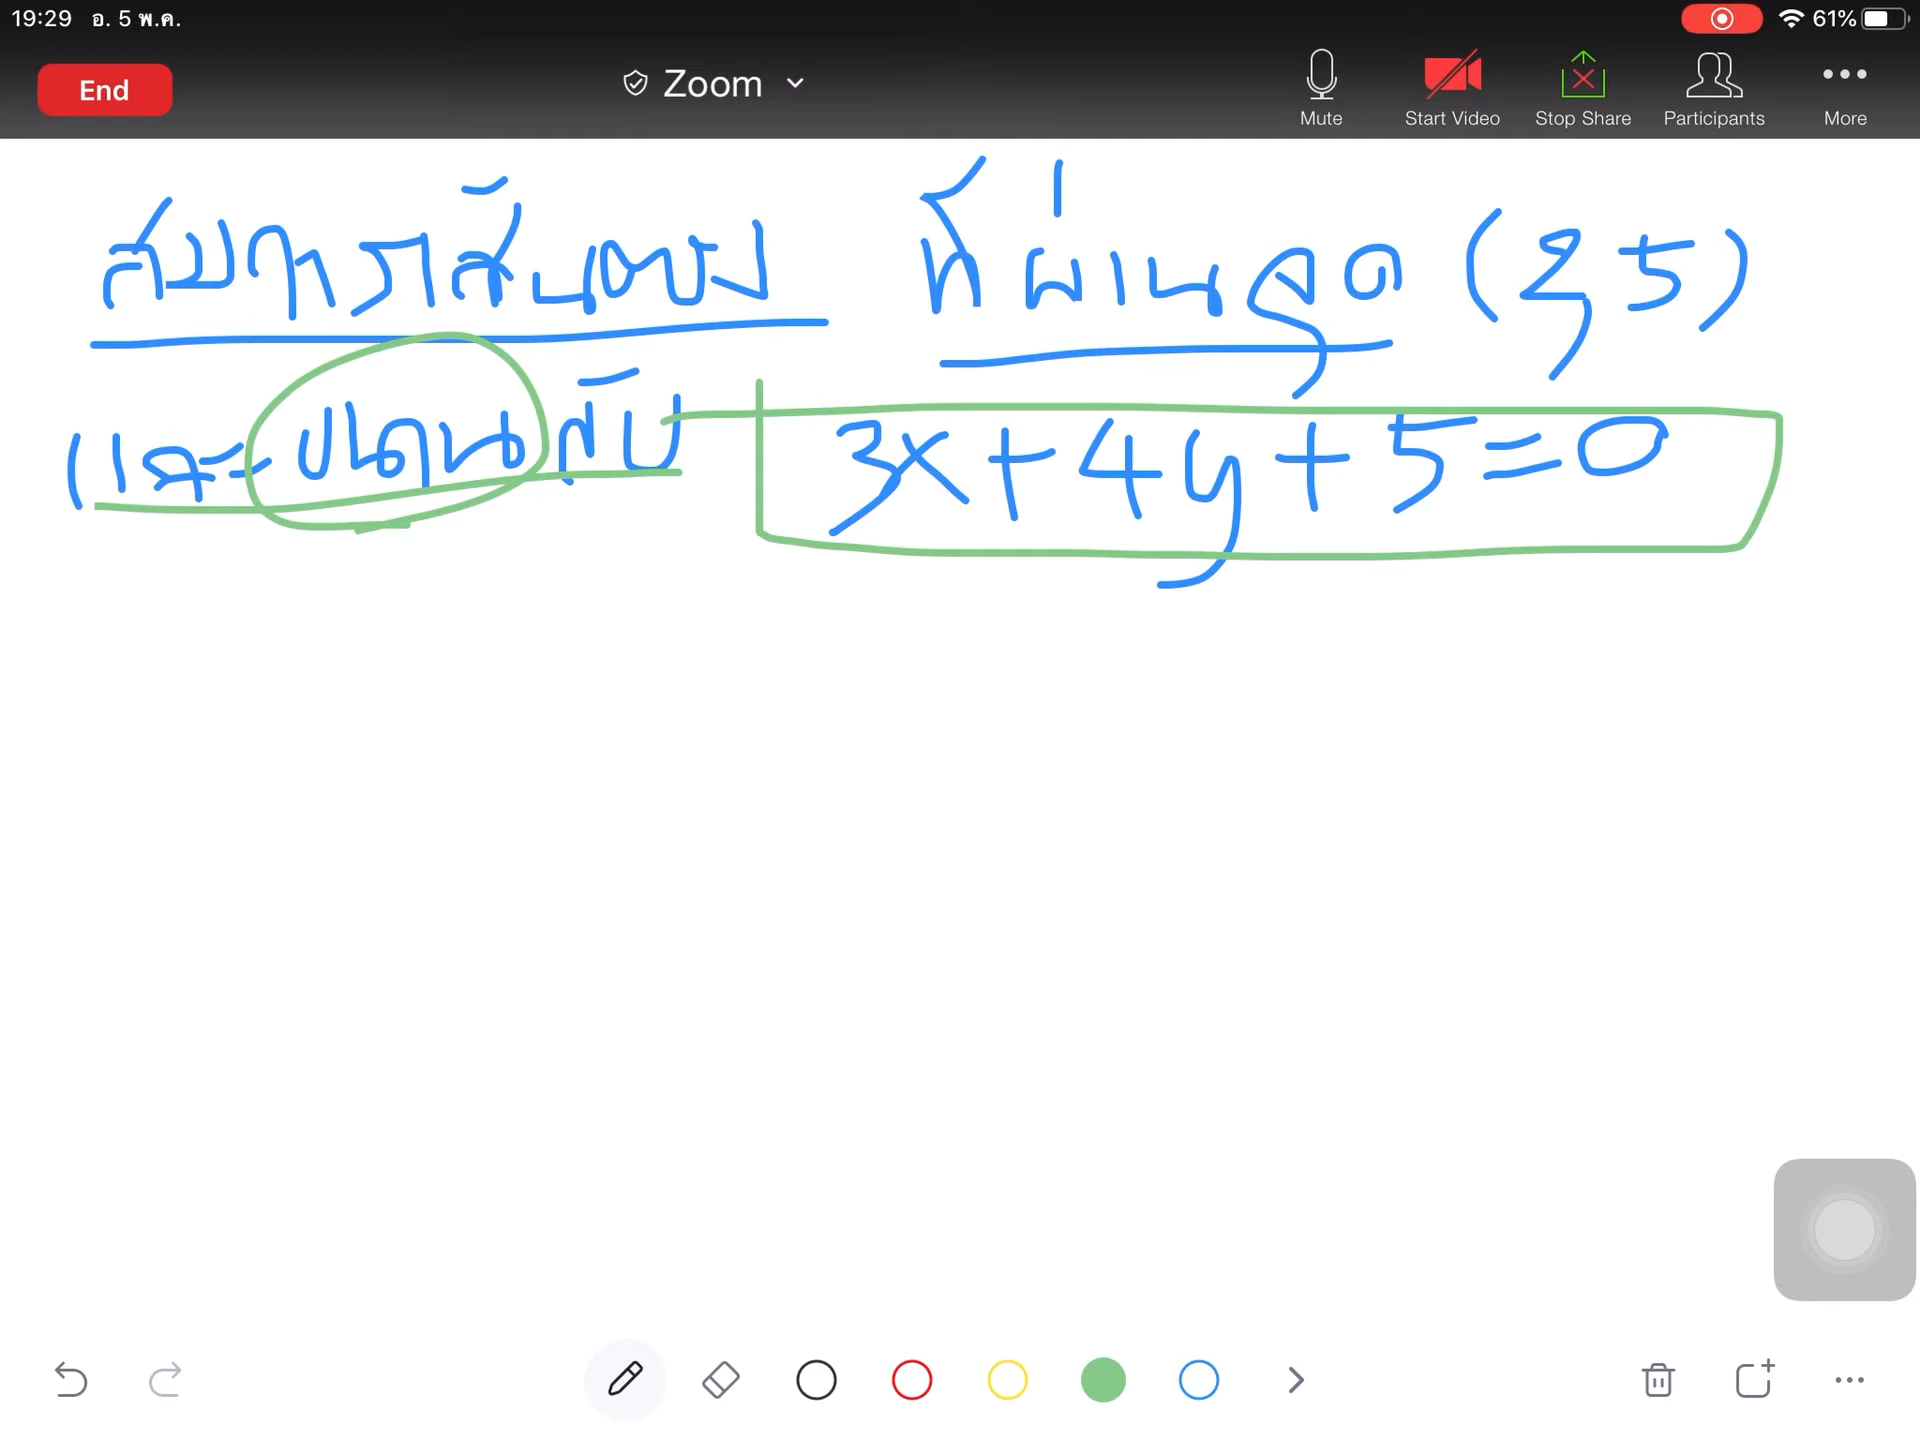 19:29 อ. 5 พ.ค. 61%
End Zoom Mute Start Video Stop Share Participants More
สมการเส้นตรง ที่ผ่านจุด (2,5)
และขนานกับ 3x+4y+5=0